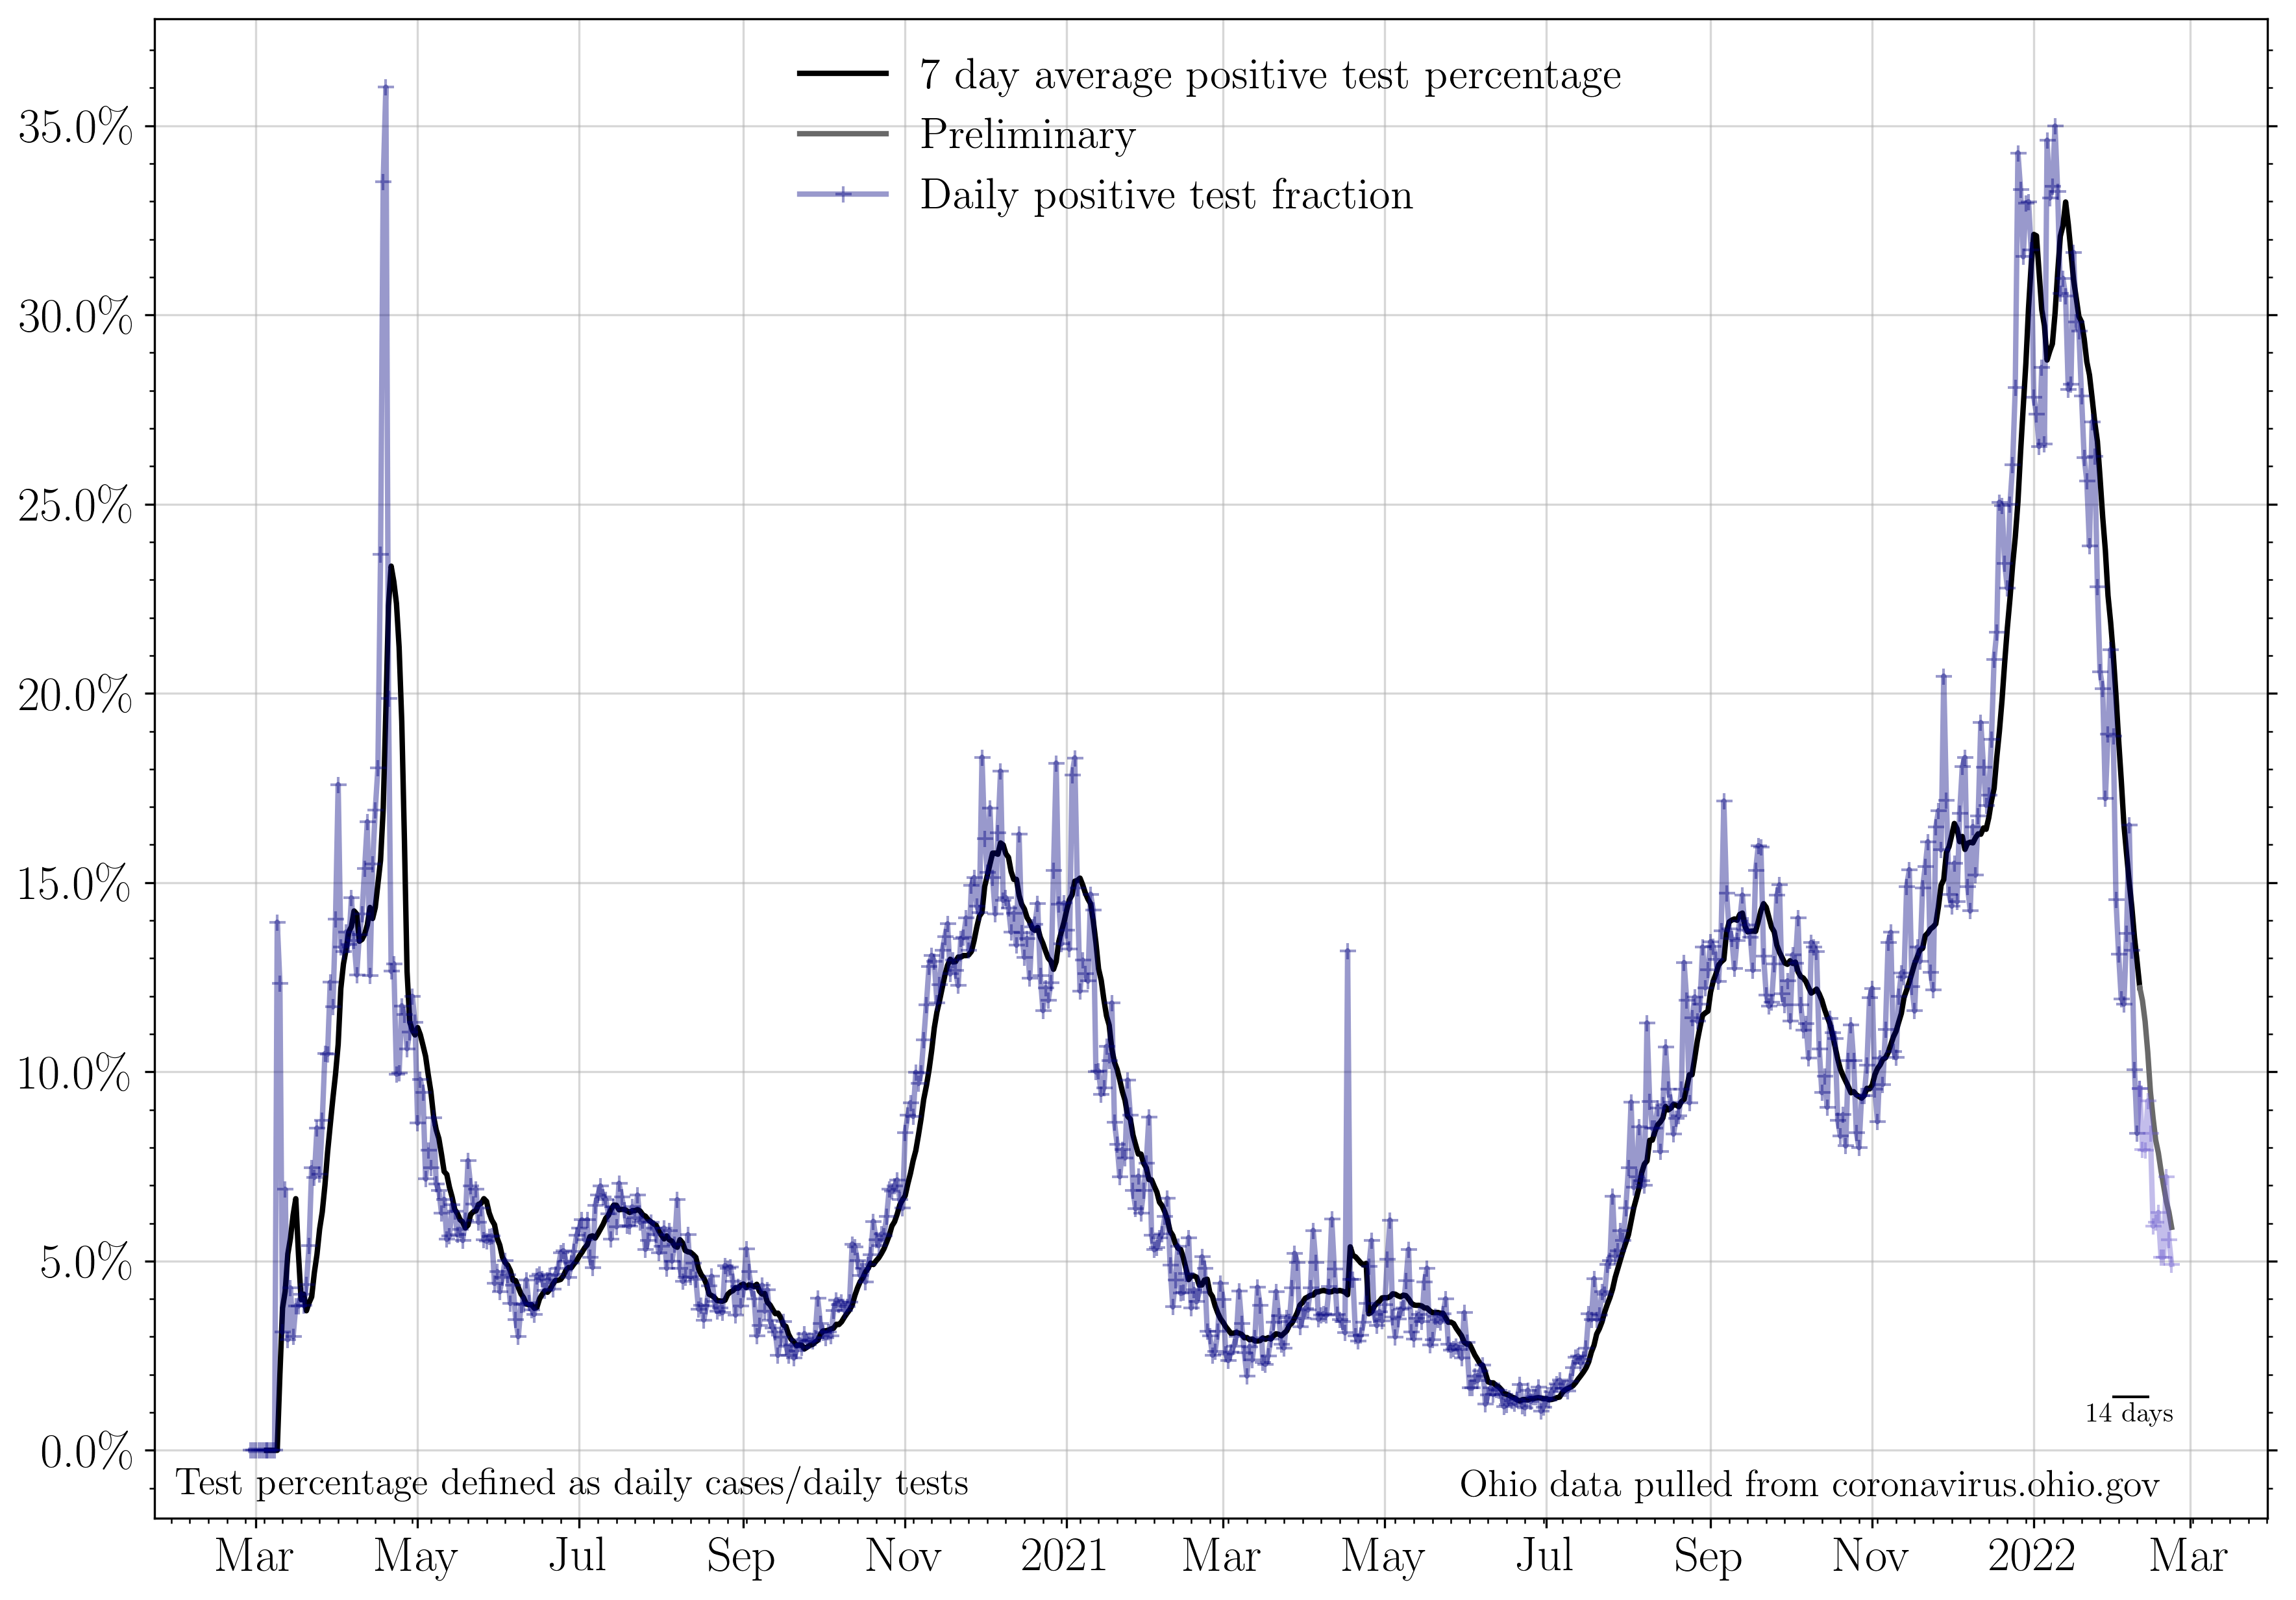 7 day average positive test percentage
Preliminary
Daily positive test fraction
35.0%
30.0%
25.0%
20.0%
15.0%
10.0%
5.0%
0.0%
14 days
Test percentage defined as daily cases/daily tests
Ohio data pulled from coronavirus.ohio.gov
Mar May Jul Sep Nov 2021 Mar May Jul Sep Nov 2022 Mar